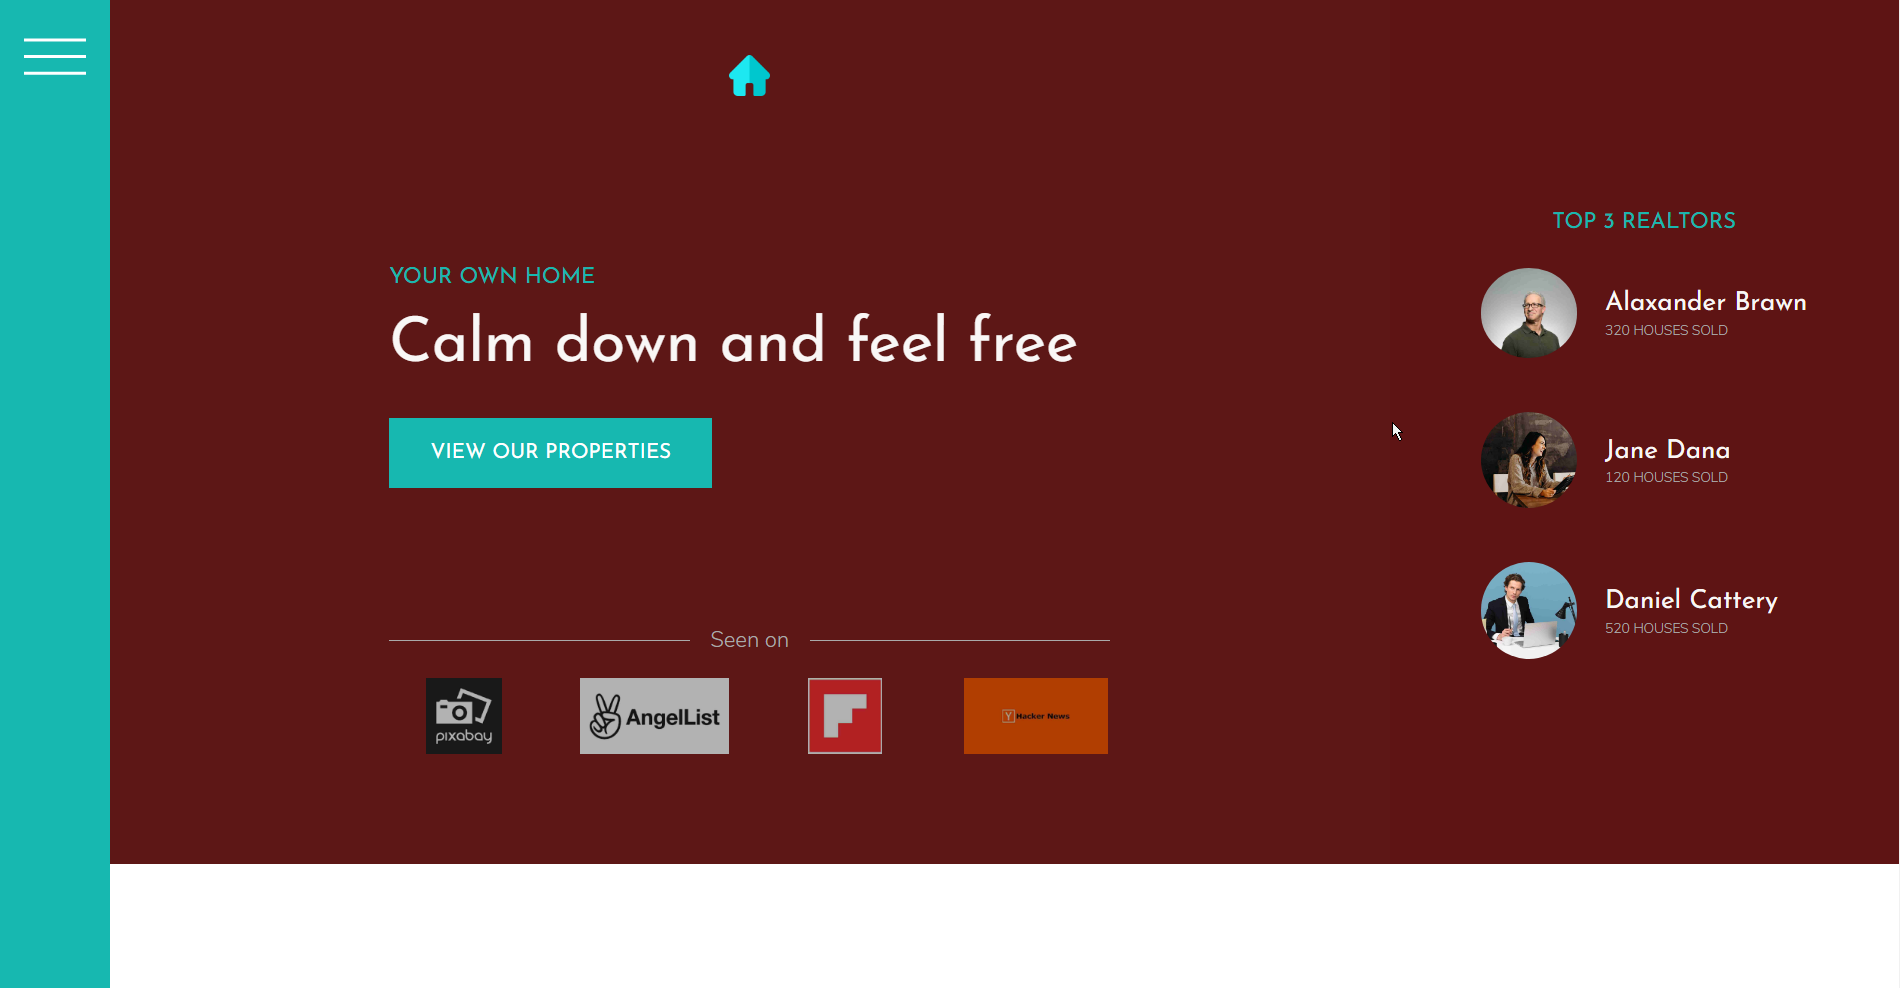 YOUR OWN HOME
Calm down and feel free
VIEW OUR PROPERTIES
Seen on
pixabay
AngelList
Y Hacker News
TOP 3 REALTORS
Alaxander Brawn
320 HOUSES SOLD
Jane Dana
120 HOUSES SOLD
Daniel Cattery
520 HOUSES SOLD